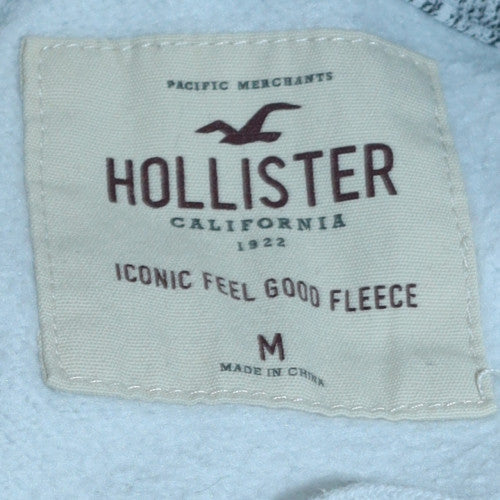 PACIFIC MERCHANTS
HOLLISTER
CALIFORNIA
1922
ICONIC FEEL GOOD FLEECE
M
MADE IN CHINA